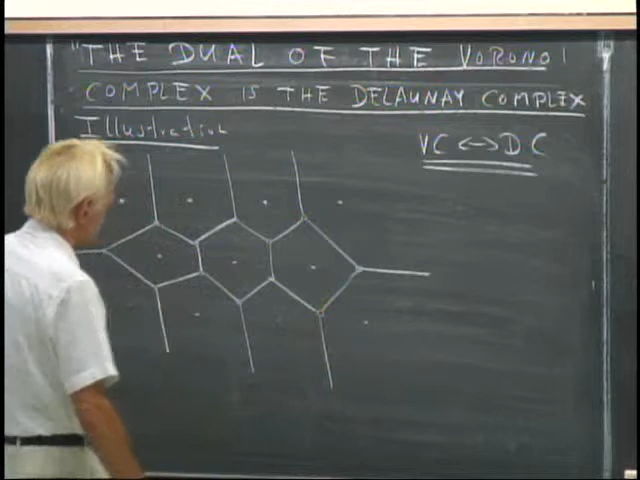 "THE DUAL OF THE VORONOI
COMPLEX IS THE DELAUNAY COMPLEX
Illustration
VC <-> DC